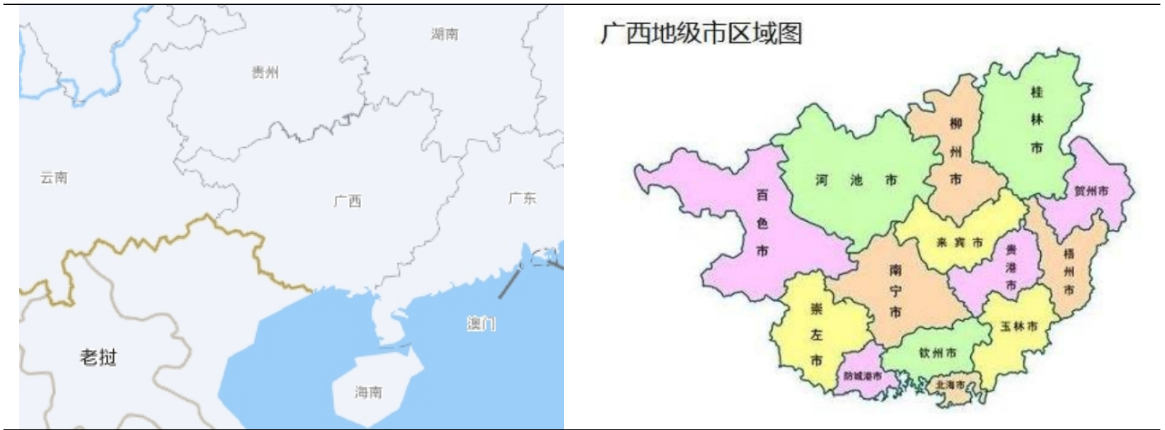 湖南
贵州
云南
广西
广东
澳门
老挝
海南
广西地级市区域图
桂林市
柳州市
河池市
百色市
贺州市
来宾市
贵港市
梧州市
南宁市
崇左市
玉林市
钦州市
防城港市
北海市